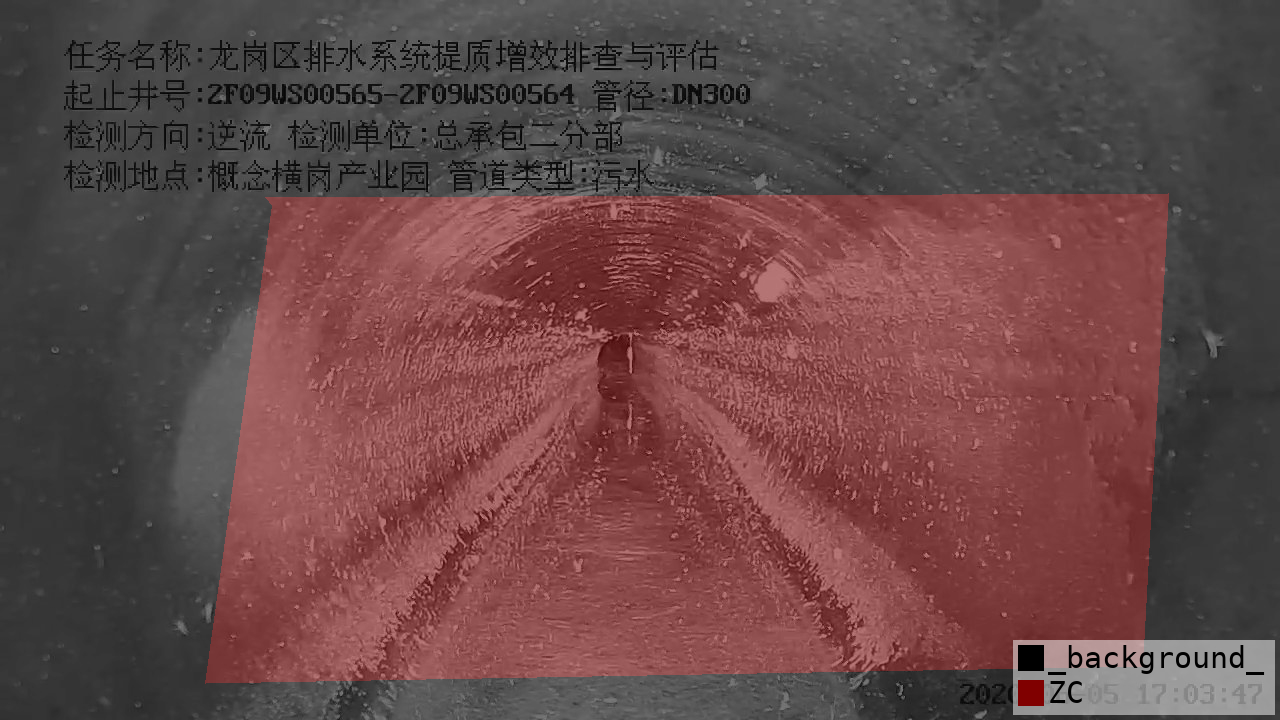 任务名称:龙岗区排水系统提质增效排查与评估
起止井号:ZF09WS00565-ZF09WS00564 管径:DN300
检测方向:逆流 检测单位:总承包二分部
检测地点:概念横岗产业园 管道类型:污水
_background_
ZC
05 17:03:47